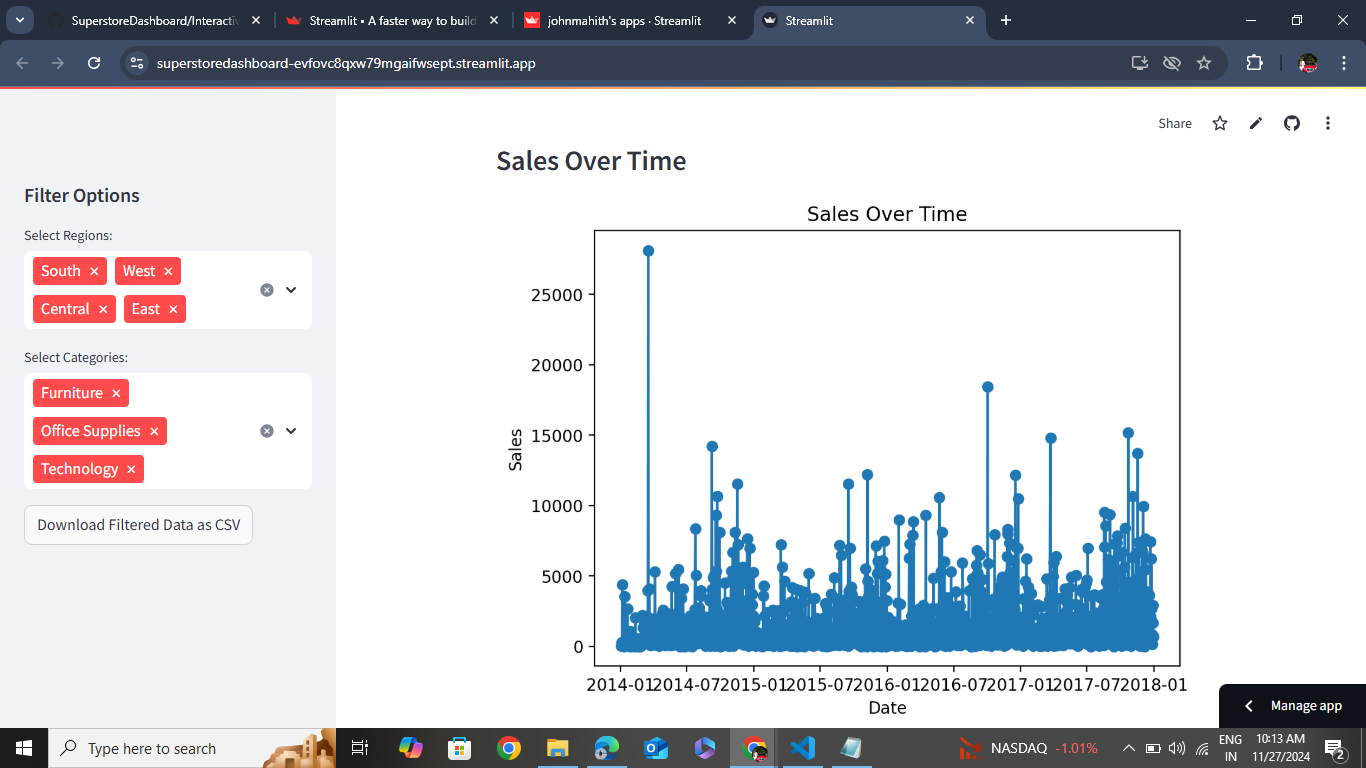 SuperstoreDashboard/Interactiv
Streamlit • A faster way to build
johnmahith's apps · Streamlit
Streamlit
superstoredashboard-evfovc8qxw79mgaifwsept.streamlit.app
Share
Filter Options
Select Regions:
South
West
Central
East
Select Categories:
Furniture
Office Supplies
Technology
Download Filtered Data as CSV
Sales Over Time
Sales Over Time
25000
20000
15000
10000
5000
0
Sales
2014-01
2014-07
2015-01
2015-07
2016-01
2016-07
2017-01
2017-07
2018-01
Date
Manage app
Type here to search
NASDAQ -1.01%
ENG
IN
10:13 AM
11/27/2024
2